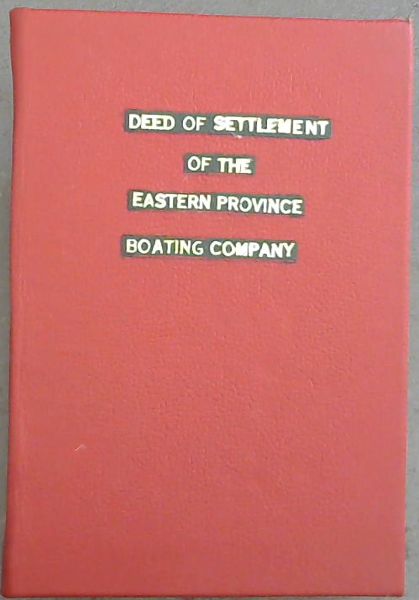 DEED OF SETTLEMENT
OF THE
EASTERN PROVINCE
BOATING COMPANY